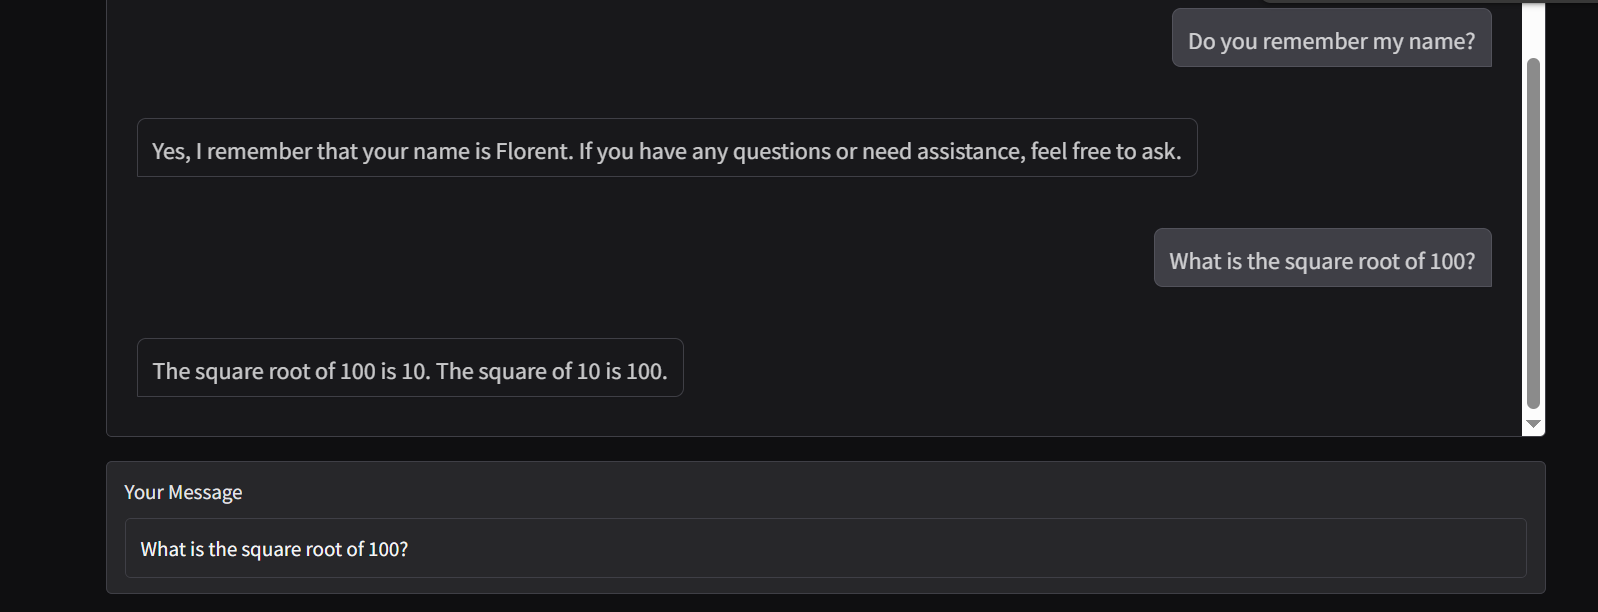 Do you remember my name?
Yes, I remember that your name is Florent. If you have any questions or need assistance, feel free to ask.
What is the square root of 100?
The square root of 100 is 10. The square of 10 is 100.
Your Message
What is the square root of 100?